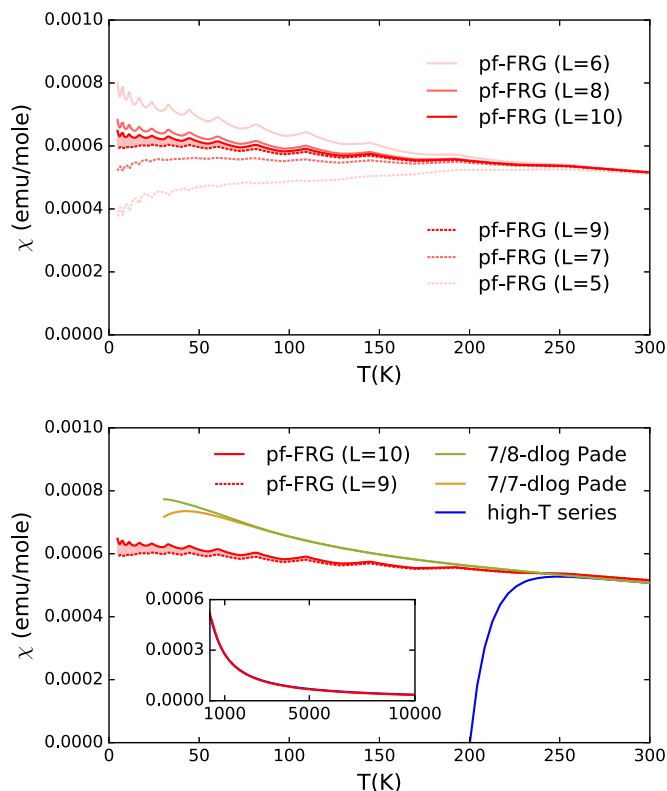 0.0010
0.0008
0.0006
0.0004
0.0002
0.0000
χ (emu/mole)
pf-FRG (L=6)
pf-FRG (L=8)
pf-FRG (L=10)
pf-FRG (L=9)
pf-FRG (L=7)
pf-FRG (L=5)
0 50 100 150 200 250 300
T(K)
0.0010
0.0008
0.0006
0.0004
0.0002
0.0000
χ (emu/mole)
pf-FRG (L=10)
pf-FRG (L=9)
7/8-dlog Pade
7/7-dlog Pade
high-T series
0.0006
0.0003
0.0000
1000 5000 10000
0 50 100 150 200 250 300
T(K)